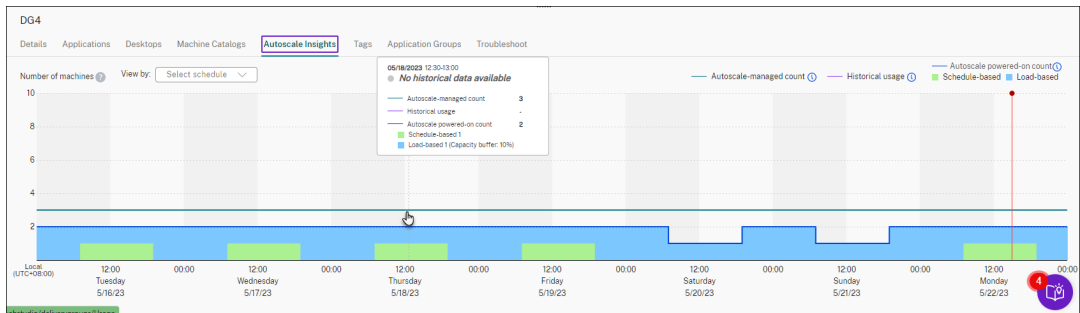 DG4
Details Applications Desktops Machine Catalogs Autoscale Insights Tags Application Groups Troubleshoot
Number of machines ? View by: Select schedule
Autoscale-managed count Historical usage Autoscale powered-on count
Schedule-based Load-based
05/18/2023 12:30-13:00
No historical data available
Autoscale-managed count 3
Historical usage -
Autoscale powered-on count 2
Schedule-based 1
Load-based 1 (Capacity buffer: 10%)
10
8
6
4
2
Local
(UTC+08:00)
12:00 00:00 12:00 00:00 12:00 00:00 12:00 00:00 12:00 00:00 12:00 00:00 12:00 00:00
Tuesday Wednesday Thursday Friday Saturday Sunday Monday
5/16/23 5/17/23 5/18/23 5/19/23 5/20/23 5/21/23 5/22/23
4